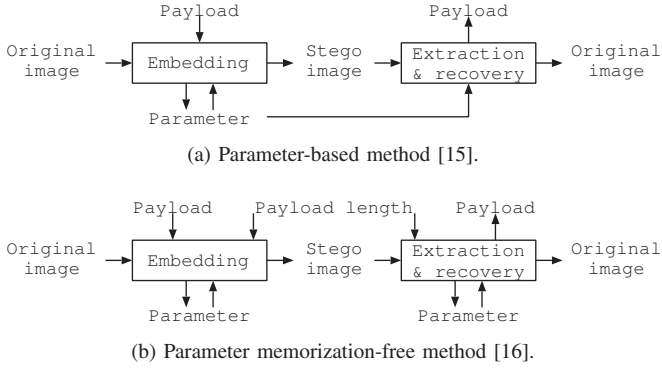 Payload Payload
Original image Embedding Stego image Extraction & recovery Original image
Parameter
(a) Parameter-based method [15].
Payload Payload length Payload
Original image Embedding Stego image Extraction & recovery Original image
Parameter Parameter
(b) Parameter memorization-free method [16].